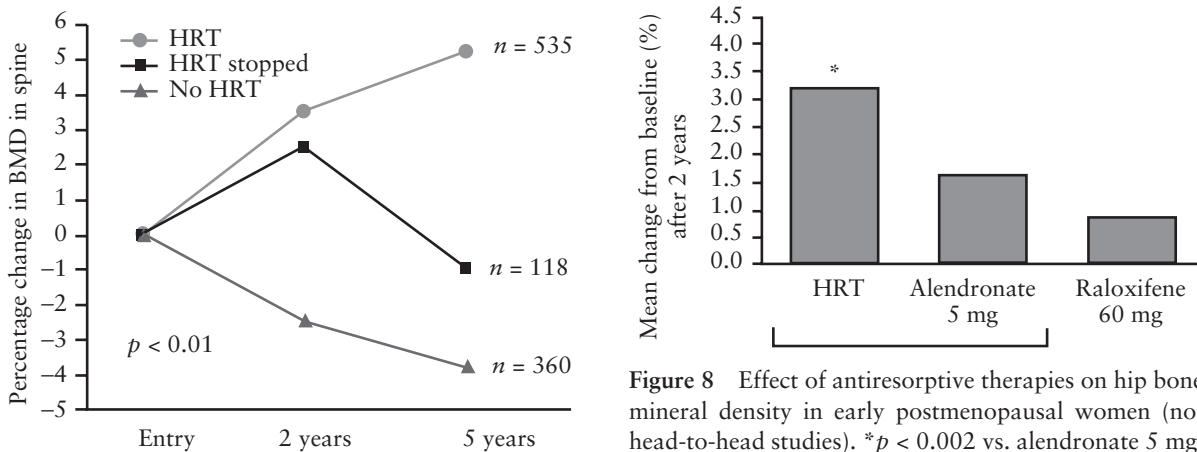 Percentage change in BMD in spine
6
5
4
3
2
1
0
−1
−2
−3
−4
−5
HRT
HRT stopped
No HRT
n = 535
n = 118
n = 360
p < 0.01
Entry
2 years
5 years
Mean change from baseline (%)
after 2 years
4.5
4.0
3.5
3.0
2.5
2.0
1.5
1.0
0.5
0.0
*
HRT
Alendronate
5 mg
Raloxifene
60 mg
Figure 8 Effect of antiresorptive therapies on hip bone
mineral density in early postmenopausal women (no
head-to-head studies). *p < 0.002 vs. alendronate 5 mg